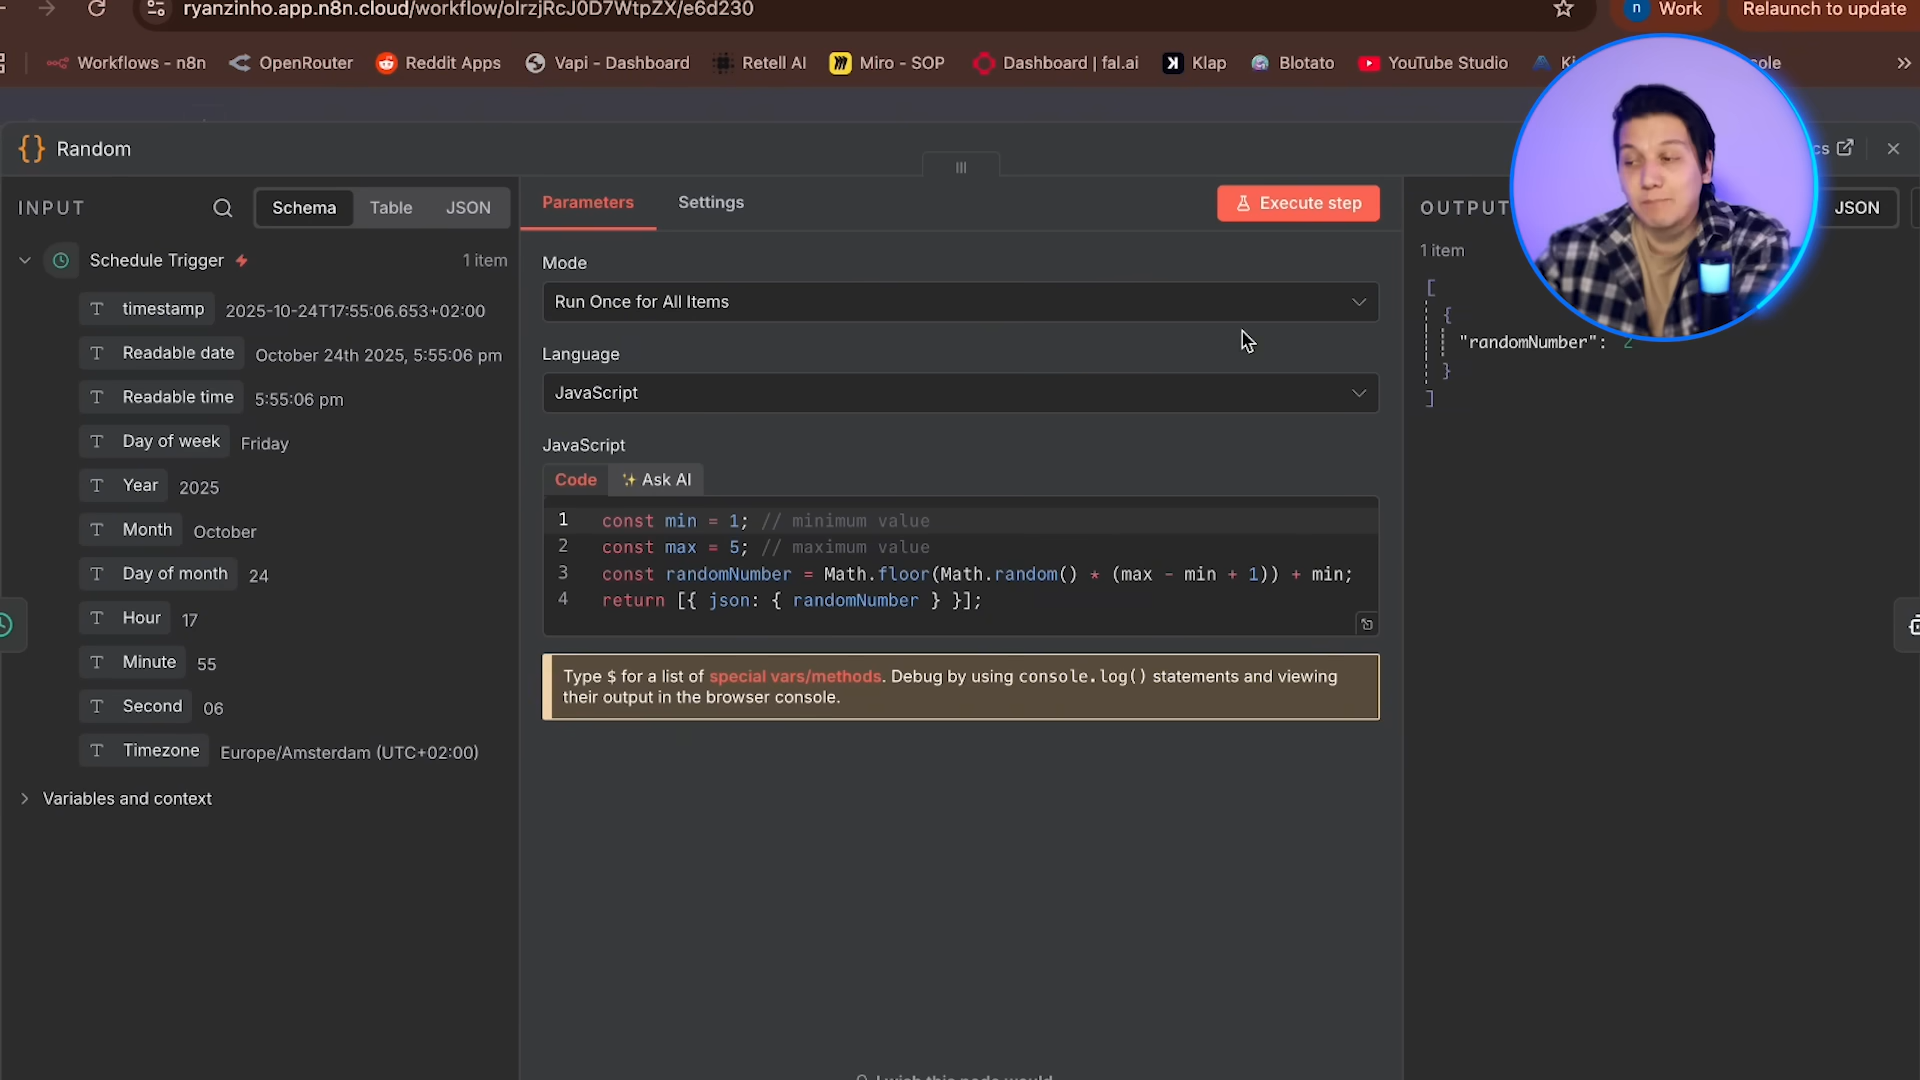 ryanzinho.app.n8n.cloud/workflow/olrzjRcJ0D7WtpZX/e6d230
n Work
Relaunch to update
Workflows - n8n
OpenRouter
Reddit Apps
Vapi - Dashboard
Retell AI
Miro - SOP
Dashboard | fal.ai
Klap
Blotato
YouTube Studio
Random
INPUT
Schema
Table
JSON
Parameters
Settings
Execute step
OUTPUT
JSON
Schedule Trigger
1 item
1 item
timestamp 2025-10-24T17:55:06.653+02:00
Readable date October 24th 2025, 5:55:06 pm
Readable time 5:55:06 pm
Day of week Friday
Year 2025
Month October
Day of month 24
Hour 17
Minute 55
Second 06
Timezone Europe/Amsterdam (UTC+02:00)
Variables and context
Mode
Run Once for All Items
Language
JavaScript
JavaScript
Code
Ask AI
1 const min = 1; // minimum value
2 const max = 5; // maximum value
3 const randomNumber = Math.floor(Math.random() * (max - min + 1)) + min;
4 return [{ json: { randomNumber } }];
Type $ for a list of special vars/methods. Debug by using console.log() statements and viewing
their output in the browser console.
I wish this node would
[
{
"randomNumber": 2
}
]